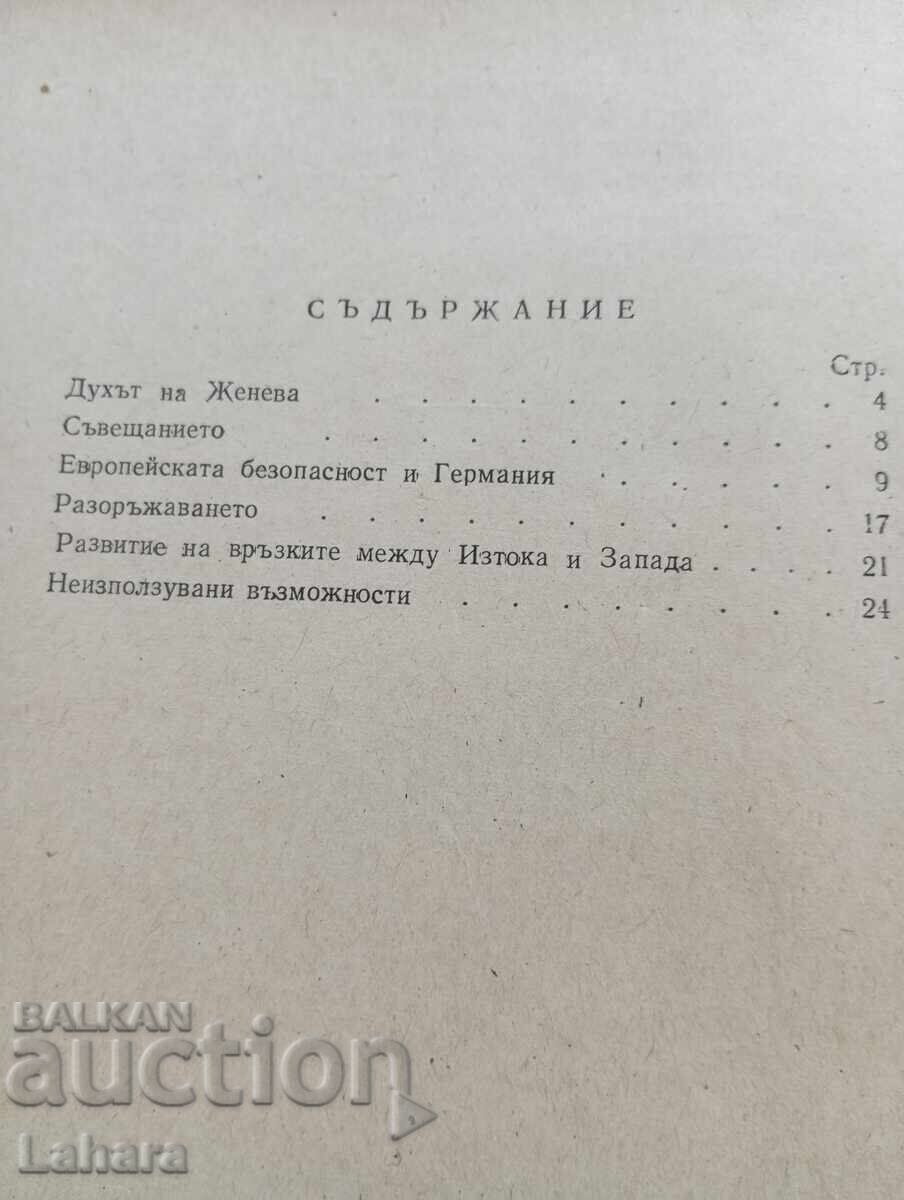 СЪДЪРЖАНИЕ
Стр.
Духът на Женева . . . . . . . . . . 4
Съвещанието . . . . . . . . . . . 8
Европейската безопасност и Германия . . . . . . 9
Разоръжаването . . . . . . . . . . . 17
Развитие на връзките между Изтока и Запада . . . . 21
Неизползувани възможности . . . . . . . . 24
BALKAN
auction
Lahara